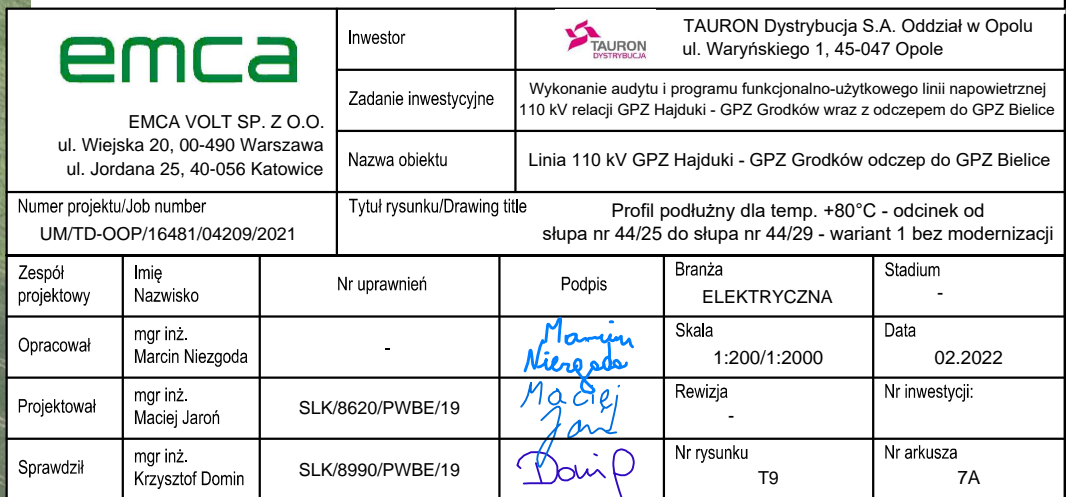 emca
EMCA VOLT SP. Z O.O.
ul. Wiejska 20, 00-490 Warszawa
ul. Jordana 25, 40-056 Katowice
Inwestor
TAURON
DYSTRYBUCJA
TAURON Dystrybucja S.A. Oddział w Opolu
ul. Waryńskiego 1, 45-047 Opole
Zadanie inwestycyjne
Wykonanie audytu i programu funkcjonalno-użytkowego linii napowietrznej
110 kV relacji GPZ Hajduki - GPZ Grodków wraz z odczepem do GPZ Bielice
Nazwa obiektu
Linia 110 kV GPZ Hajduki - GPZ Grodków odczep do GPZ Bielice
Numer projektu/Job number
UM/TD-OOP/16481/04209/2021
Tytuł rysunku/Drawing title
Profil podłużny dla temp. +80°C - odcinek od
słupa nr 44/25 do słupa nr 44/29 - wariant 1 bez modernizacji
Zespół
projektowy
Imię
Nazwisko
Nr uprawnień
Podpis
Branża
ELEKTRYCZNA
Stadium
-
Opracował
mgr inż.
Marcin Niezgoda
-
Marcin
Niezgoda
Skala
1:200/1:2000
Data
02.2022
Projektował
mgr inż.
Maciej Jaroń
SLK/8620/PWBE/19
Maciej
Jaroń
Rewizja
-
Nr inwestycji:
Sprawdził
mgr inż.
Krzysztof Domin
SLK/8990/PWBE/19
Nr rysunku
T9
Nr arkusza
7A